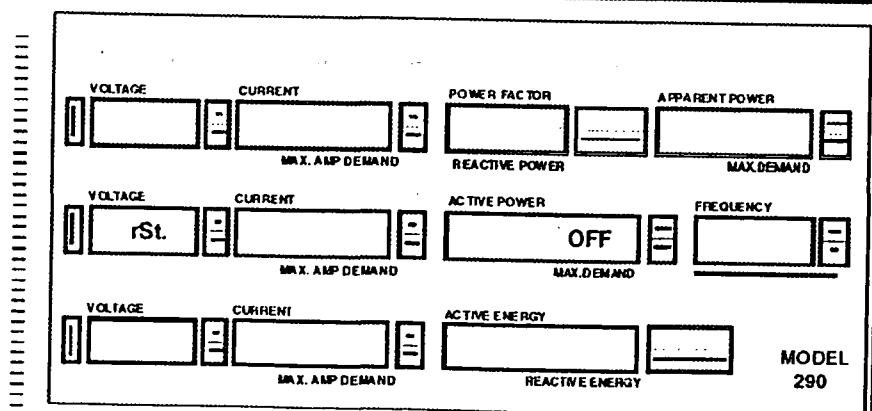 VOLTAGE CURRENT POWER FACTOR APPARENT POWER
MAX. AMP DEMAND REACTIVE POWER MAX.DEMAND
VOLTAGE CURRENT ACTIVE POWER FREQUENCY
rSt. OFF
MAX. AMP DEMAND MAX.DEMAND
VOLTAGE CURRENT ACTIVE ENERGY
MAX. AMP DEMAND REACTIVE ENERGY
MODEL
290